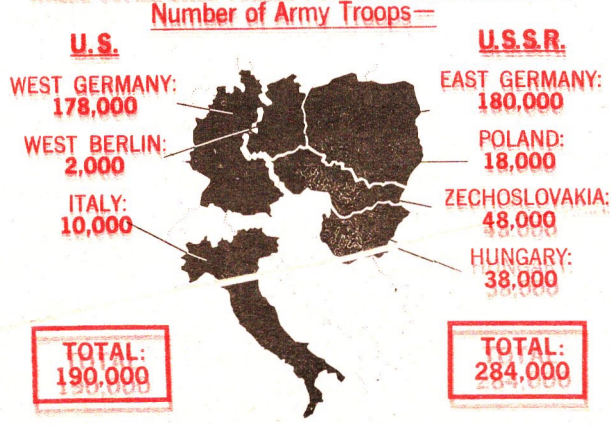 Number of Army Troops—
U.S.
WEST GERMANY:
178,000
WEST BERLIN:
2,000
ITALY:
10,000
TOTAL:
190,000
U.S.S.R.
EAST GERMANY:
180,000
POLAND:
18,000
ZECHOSLOVAKIA:
48,000
HUNGARY:
38,000
TOTAL:
284,000